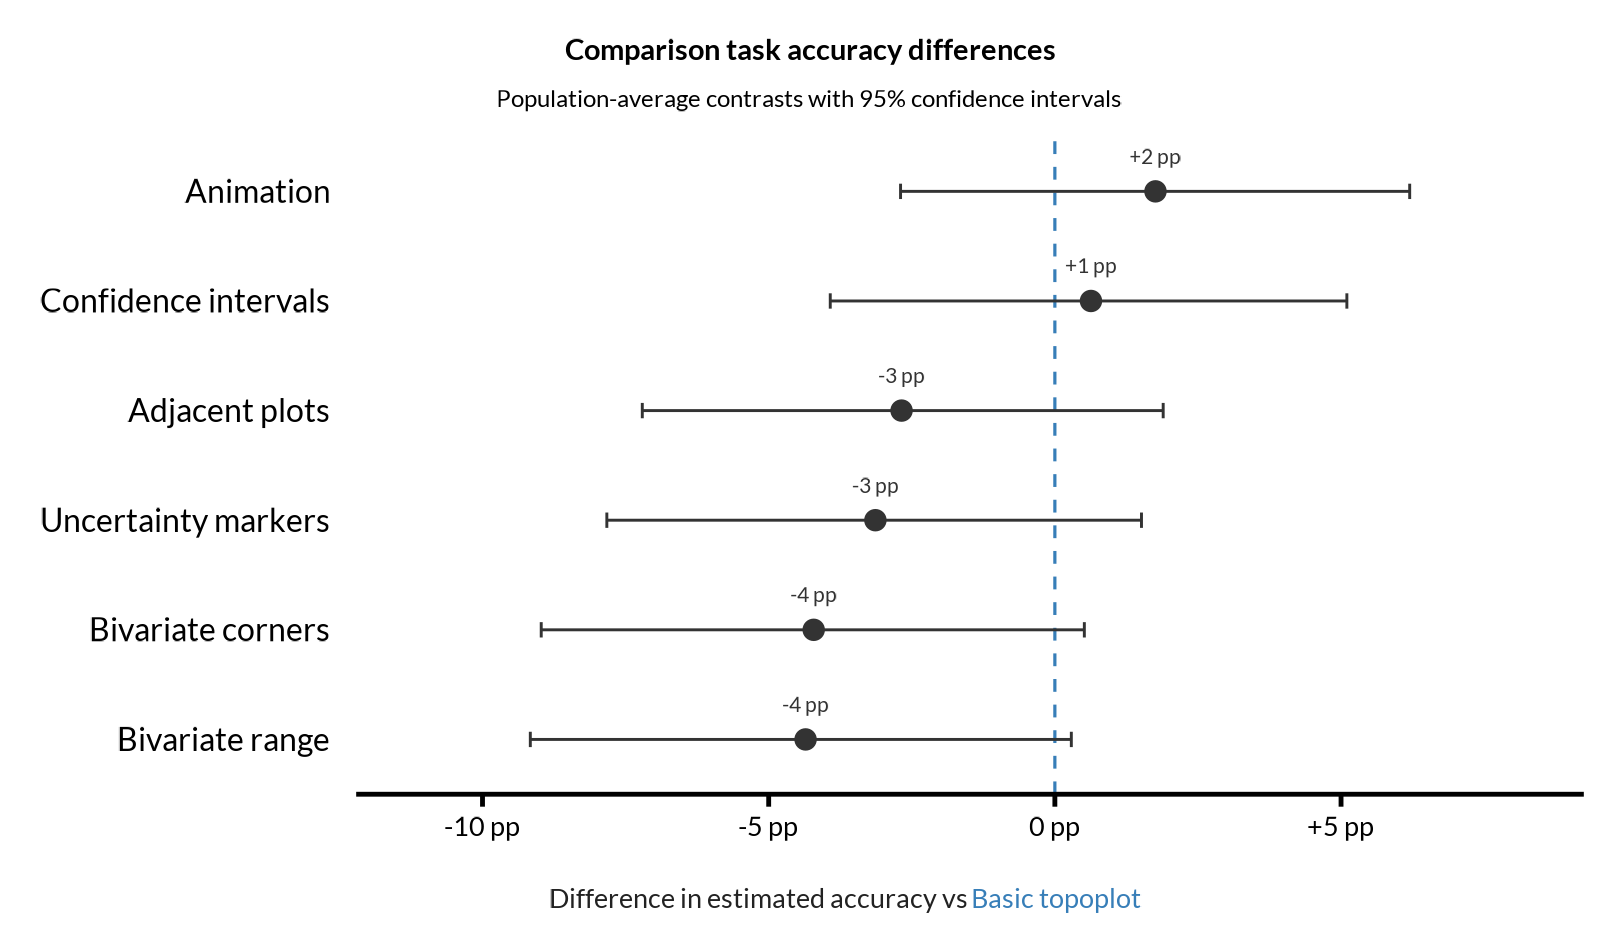 Comparison task accuracy differences
Population-average contrasts with 95% confidence intervals
+2 pp
Animation
+1 pp
Confidence intervals
-3 pp
Adjacent plots
-3 pp
Uncertainty markers
-4 pp
Bivariate corners
-4 pp
Bivariate range
-10 pp -5 pp 0 pp +5 pp
Difference in estimated accuracy vs Basic topoplot